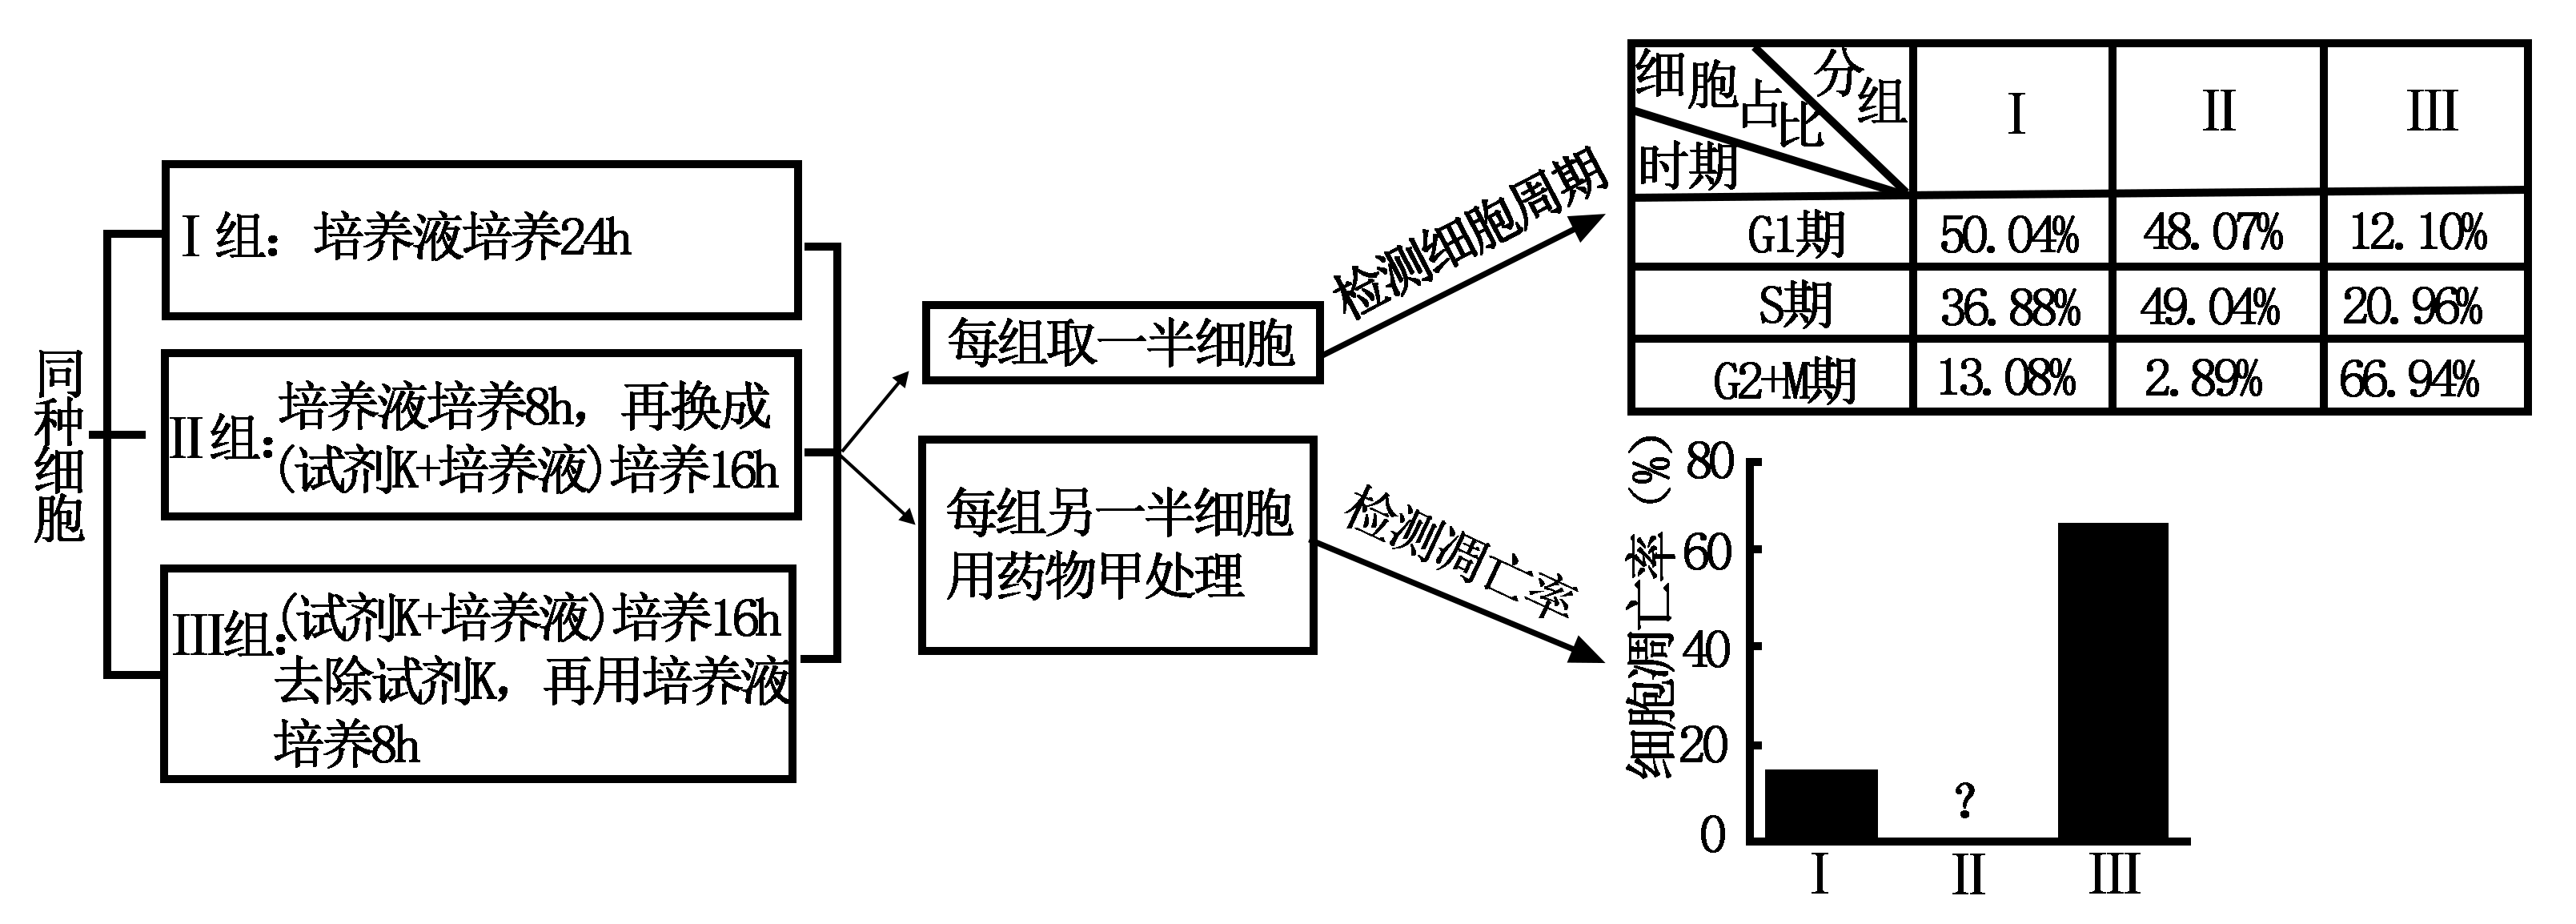 同种细胞
Ⅰ组：培养液培养24h
Ⅱ组：
培养液培养8h，再换成
(试剂K+培养液)培养16h
Ⅲ组：
(试剂K+培养液)培养16h
去除试剂K，再用培养液
培养8h
每组取一半细胞
每组另一半细胞
用药物甲处理
检测细胞周期
检测凋亡率
细胞占比 分组 时期 Ⅰ Ⅱ Ⅲ
G1期 50.04% 48.07% 12.10%
S期 36.88% 49.04% 20.96%
G2+M期 13.08% 2.89% 66.94%
细胞凋亡率（%）
80
60
40
20
0
?
Ⅰ Ⅱ Ⅲ